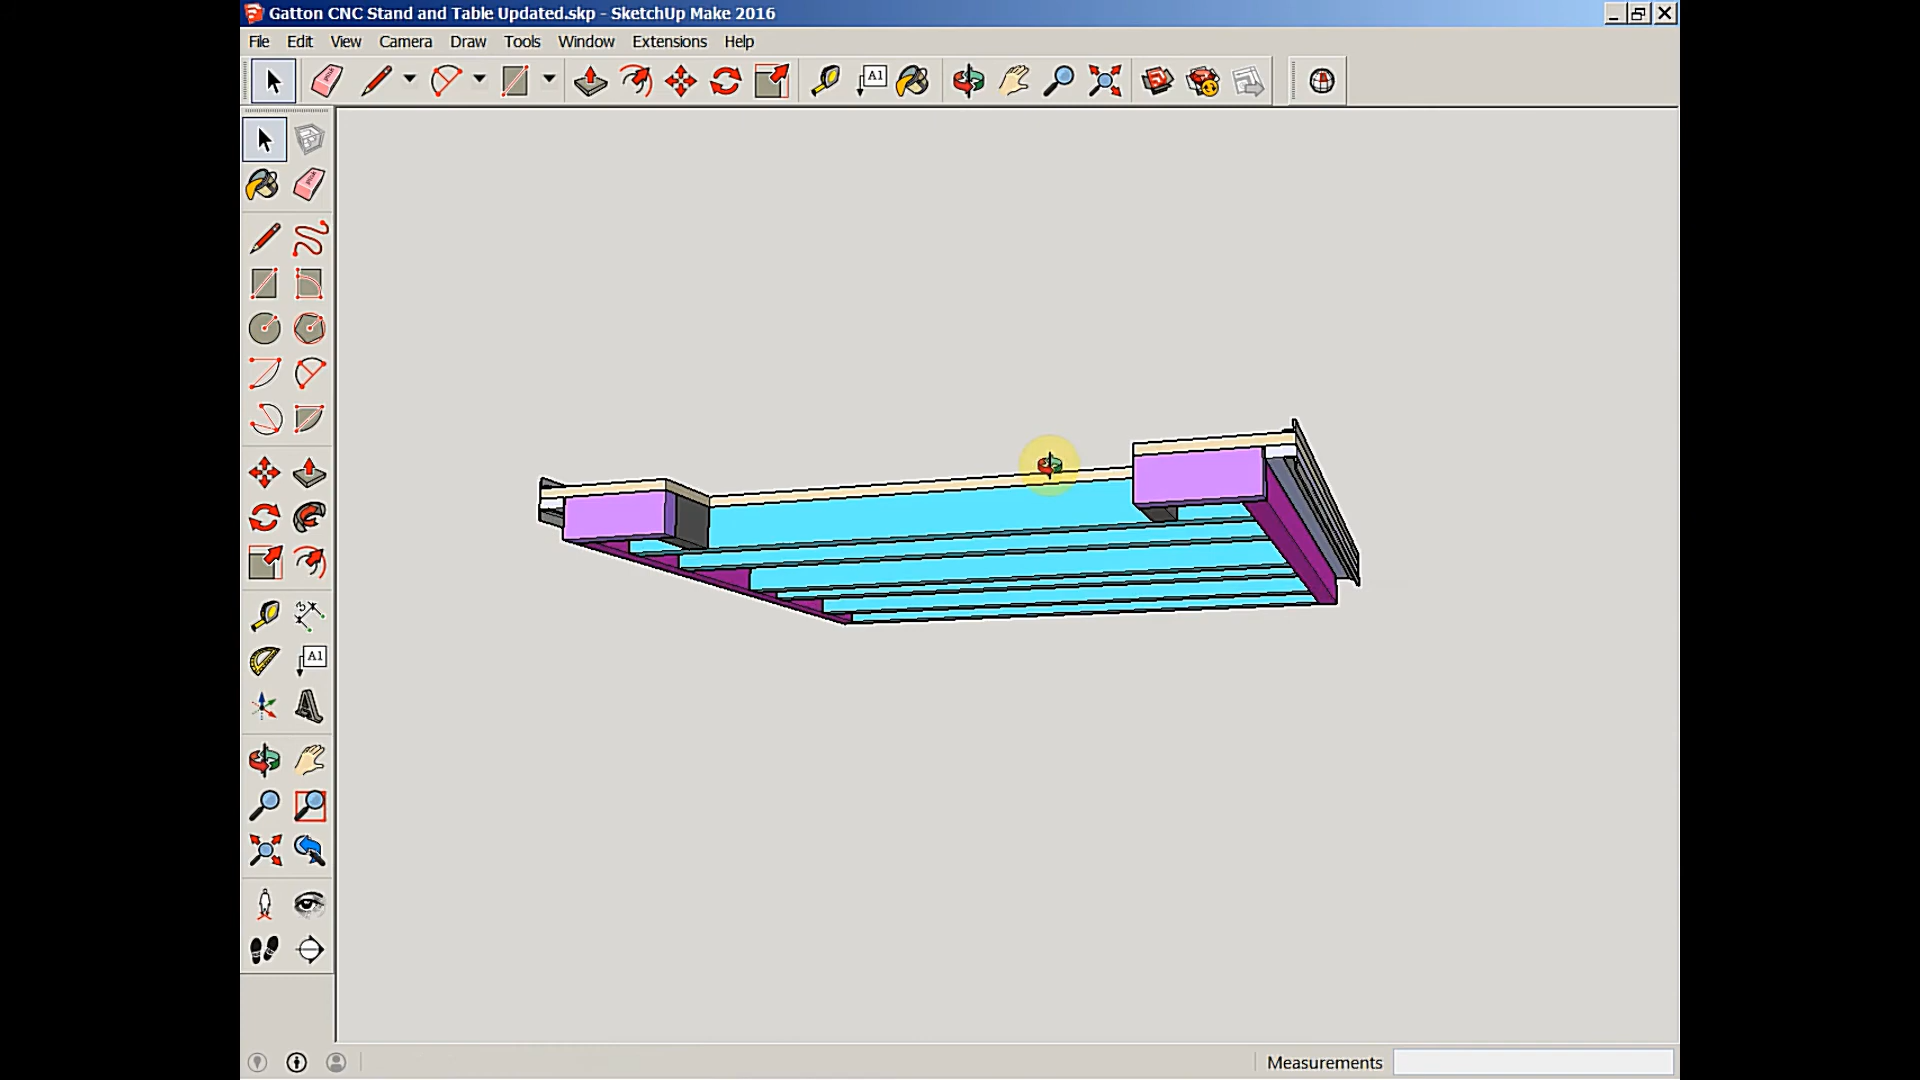 Gatton CNC Stand and Table Updated.skp - SketchUp Make 2016
File Edit View Camera Draw Tools Window Extensions Help
A1
A1
Measurements